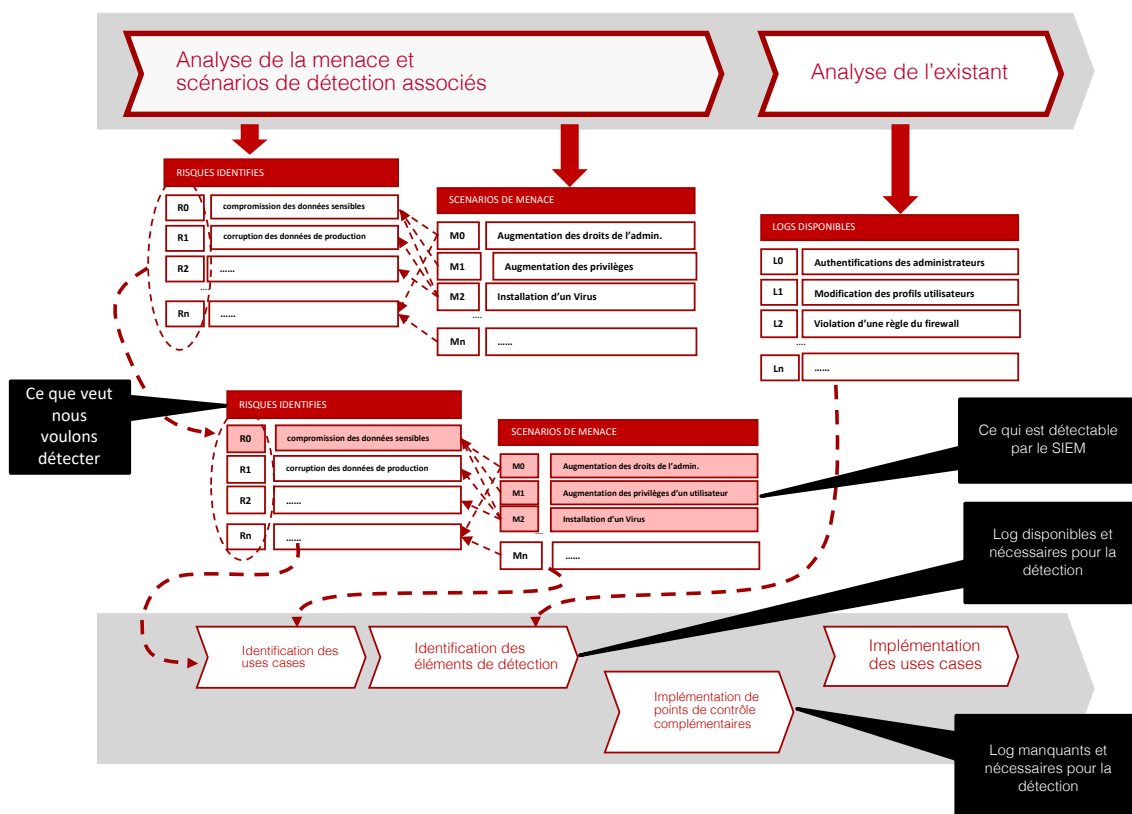 Analyse de la menace et
scénarios de détection associés
Analyse de l'existant
RISQUES IDENTIFIES
R0
compromission des données sensibles
R1
corruption des données de production
R2
......
....
Rn
......
SCENARIOS DE MENACE
M0
Augmentation des droits de l'admin.
M1
Augmentation des privilèges
M2
Installation d'un Virus
....
Mn
......
LOGS DISPONIBLES
L0
Authentifications des administrateurs
L1
Modification des profils utilisateurs
L2
Violation d'une règle du firewall
....
Ln
......
Ce que veut
nous
voulons
détecter
RISQUES IDENTIFIES
R0
compromission des données sensibles
R1
corruption des données de production
R2
......
Rn
......
SCENARIOS DE MENACE
M0
Augmentation des droits de l'admin.
M1
Augmentation des privilèges d'un utilisateur
M2
Installation d'un Virus
....
Mn
......
Ce qui est détectable
par le SIEM
Log disponibles et
nécessaires pour la
détection
Identification des
uses cases
Identification des
éléments de détection
Implémentation de
points de contrôle
complémentaires
Implémentation
des uses cases
Log manquants et
nécessaires pour la
détection